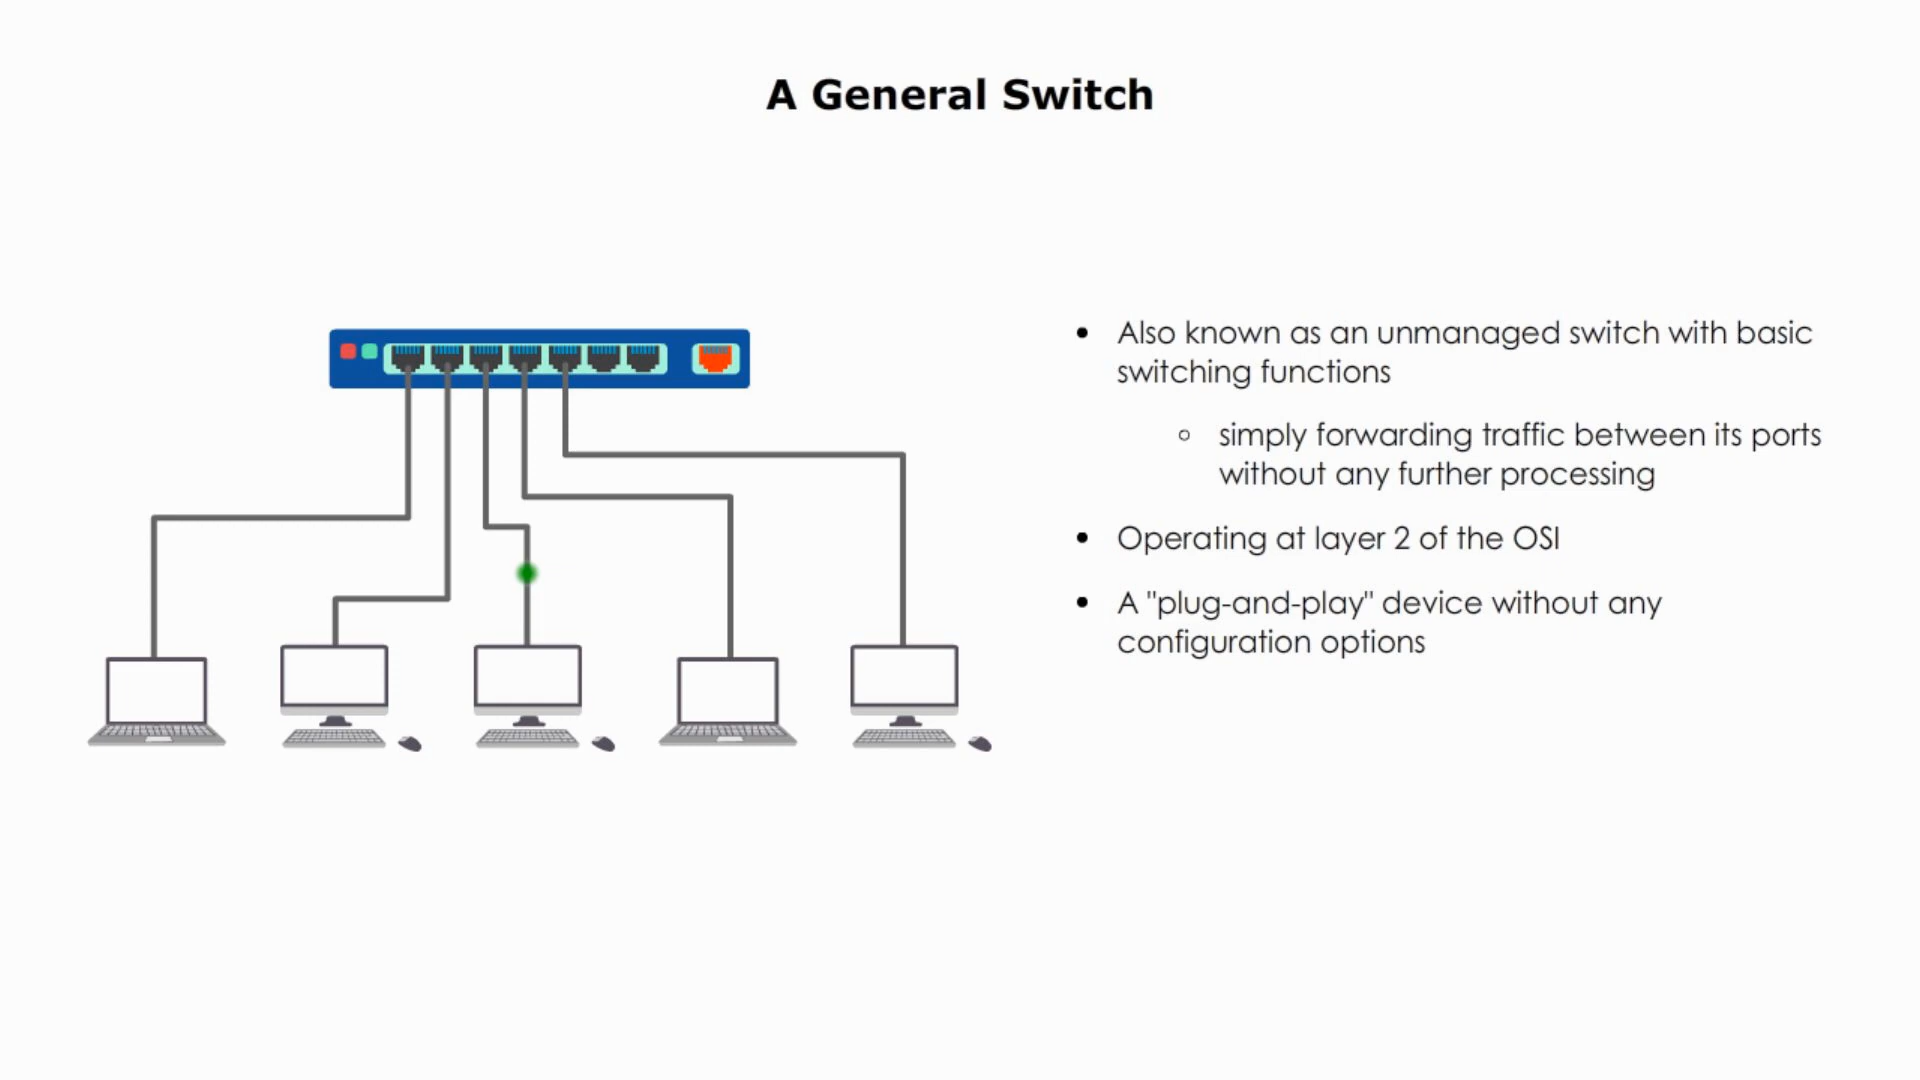 A General Switch
Also known as an unmanaged switch with basic
switching functions
simply forwarding traffic between its ports
without any further processing
Operating at layer 2 of the OSI
A "plug-and-play" device without any
configuration options